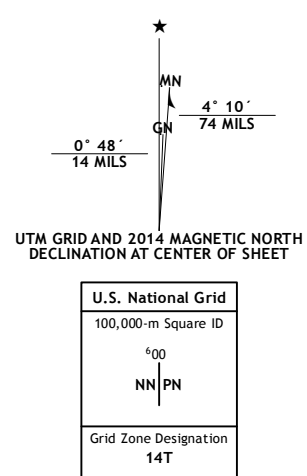 ★
MN
4° 10´
74 MILS
GN
0° 48´
14 MILS
UTM GRID AND 2014 MAGNETIC NORTH
DECLINATION AT CENTER OF SHEET
U.S. National Grid
100,000-m Square ID
⁶00
NN PN
Grid Zone Designation
14T